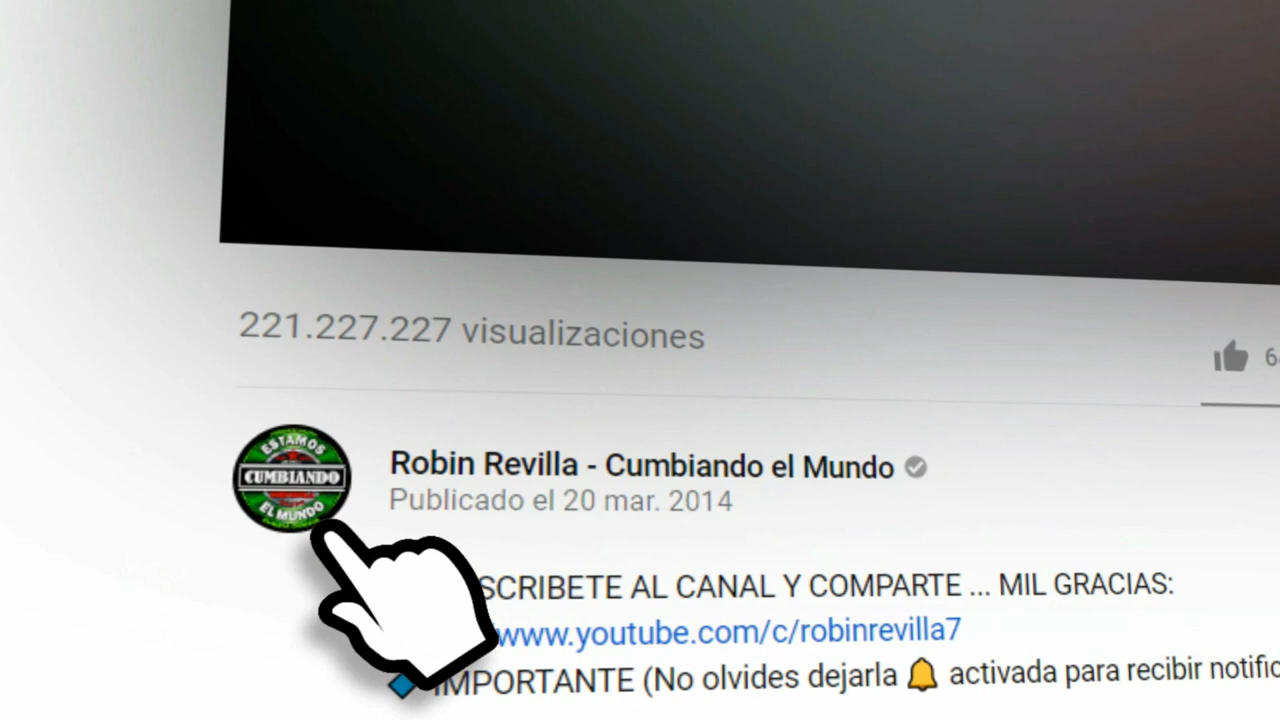 221.227.227 visualizaciones
ESTAMOS
CUMBIANDO
EL MUNDO
Robin Revilla - Cumbiando el Mundo
Publicado el 20 mar. 2014
SCRIBETE AL CANAL Y COMPARTE ... MIL GRACIAS:
www.youtube.com/c/robinrevilla7
IMPORTANTE (No olvides dejarla 🔔 activada para recibir notific